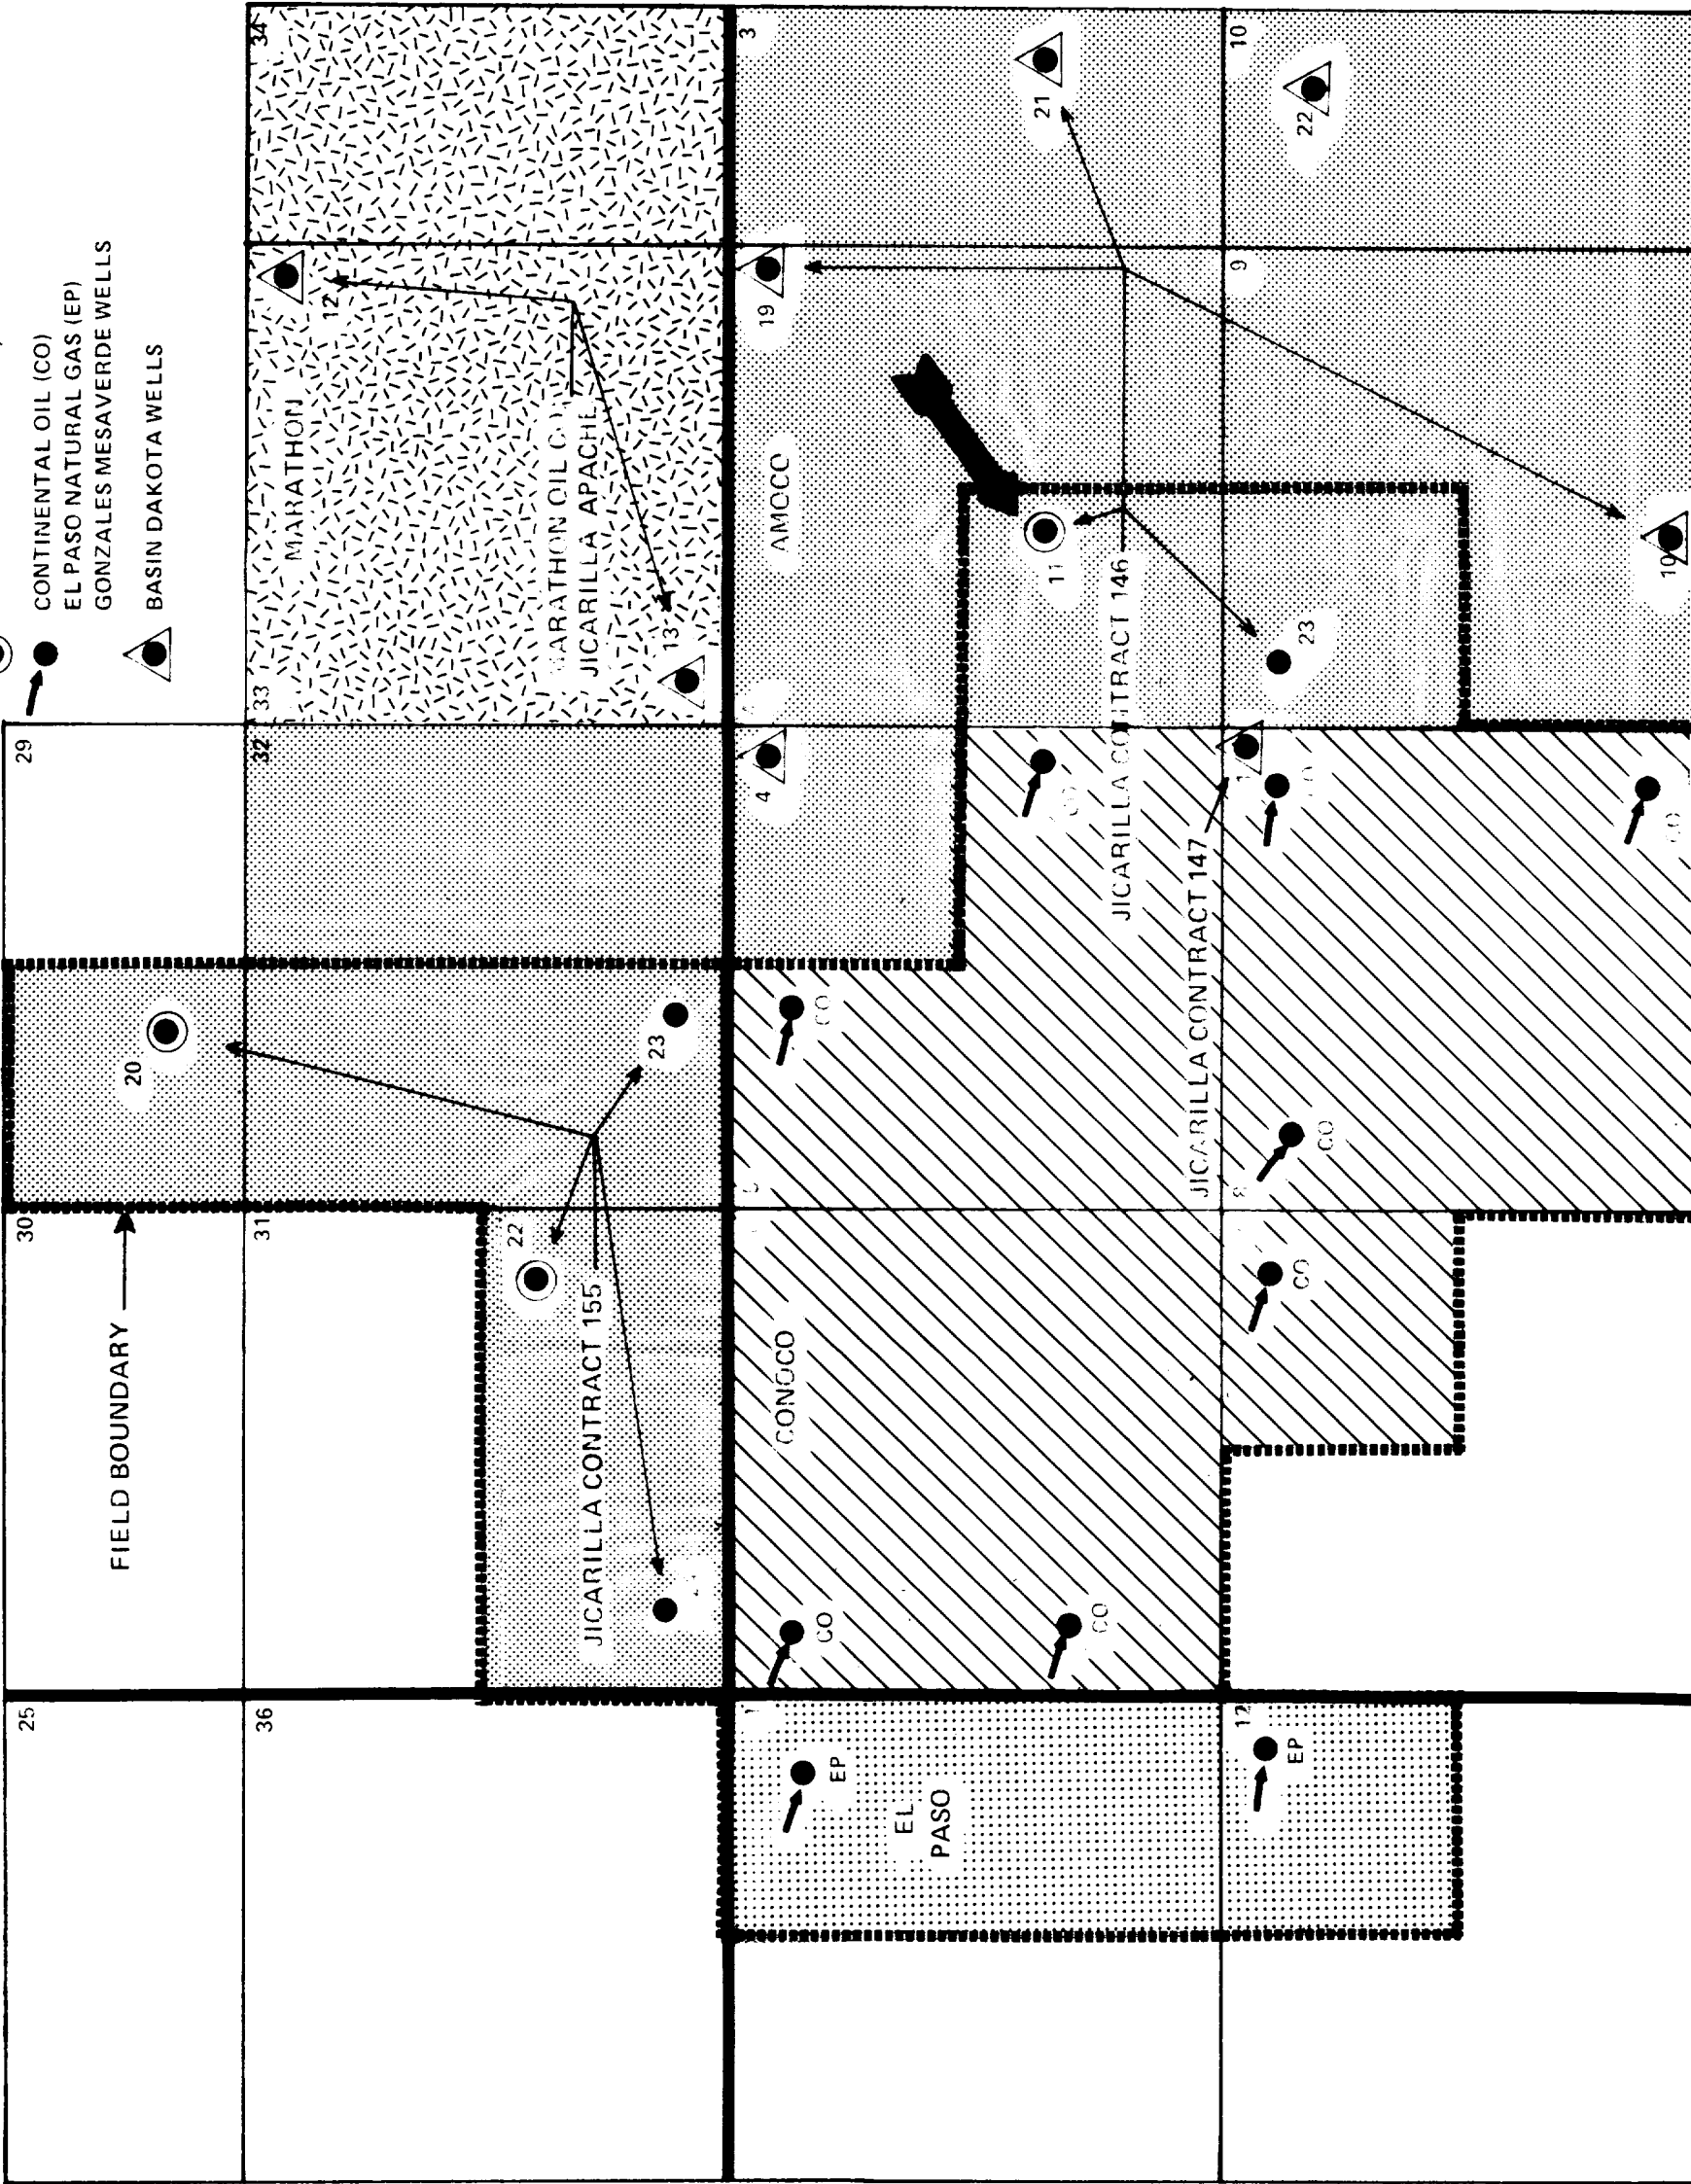 CONTINENTAL OIL (CO)
EL PASO NATURAL GAS (EP)
GONZALES MESAVERDE WELLS
BASIN DAKOTA WELLS
25
30
29
FIELD BOUNDARY
20
36
31
32
33
34
MARATHON
12
22
JICARILLA CONTRACT 155
23
MARATHON OIL CO
JICARILLA APACHE
13
EP
EL
PASO
CO
CONOCO
CO
4
AMOCO
19
3
CO
11
21
JICARILLA CONTRACT 146
JICARILLA CONTRACT 147
12
EP
CO
8
CO
23
9
10
22
CO
10